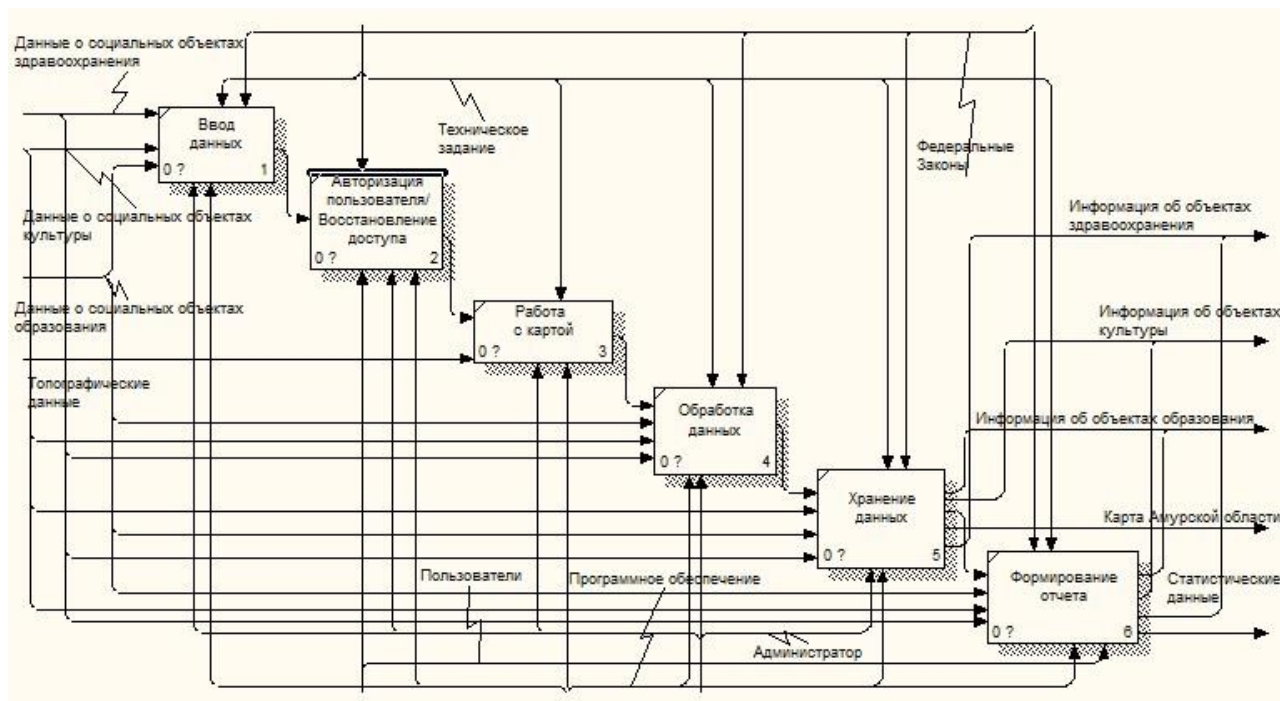 Данные о социальных объектах
здравоохранения
Ввод
данных
0 ?
1
Техническое
задание
Федеральные
Законы
Авторизация
пользователя/
Восстановление
доступа
0 ?
2
Данные о социальных объектах
культуры
Информация об объектах
здравоохранения
Данные о социальных объектах
образования
Работа
с картой
0 ?
3
Информация об объектах
культуры
Топографические
данные
Обработка
данных
0 ?
4
Информация об объектах образования
Хранение
данных
0 ?
5
Карта Амурской области
Пользователи
Программное обеспечение
Формирование
отчета
0 ?
6
Статистические
данные
Администратор